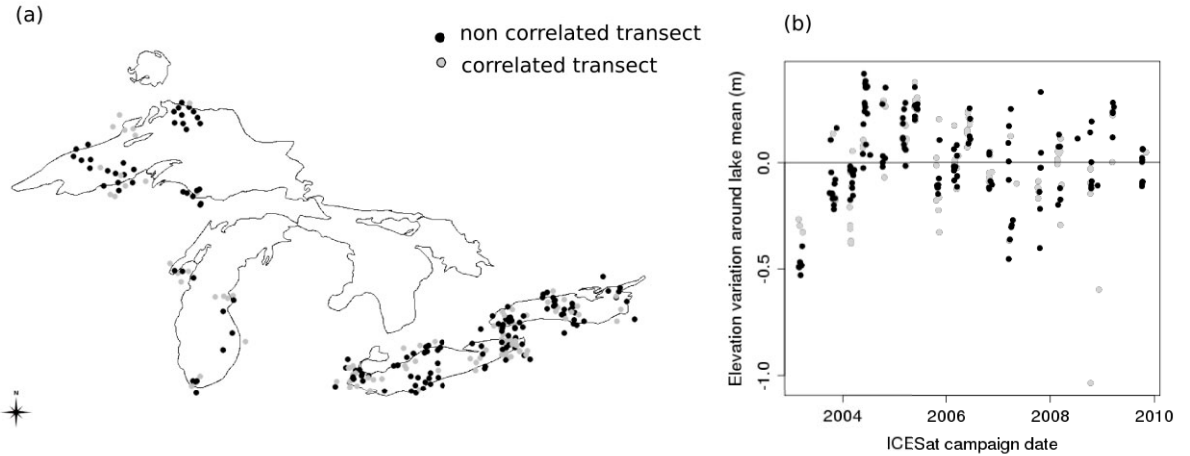 (a)
non correlated transect
correlated transect
N
(b)
Elevation variation around lake mean (m)
0.0
-0.5
-1.0
2004 2006 2008 2010
ICESat campaign date